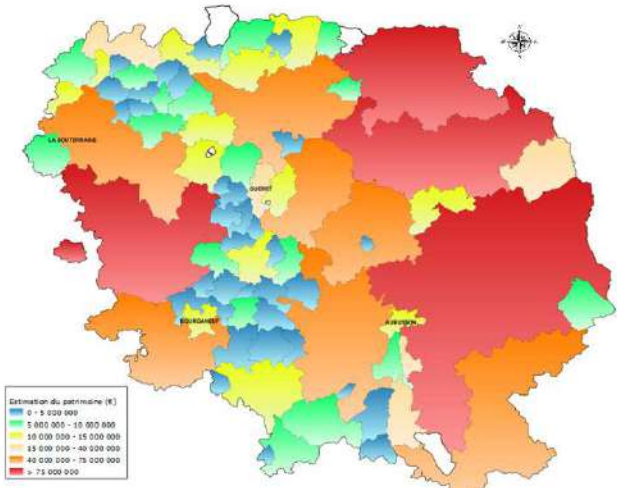 LA SOUTERRAINE
GUERET
BOURGANEUF
AUBUSSON
Estimation du patrimoine (€)
0 - 5 000 000
5 000 000 - 10 000 000
10 000 000 - 15 000 000
15 000 000 - 40 000 000
40 000 000 - 75 000 000
> 75 000 000